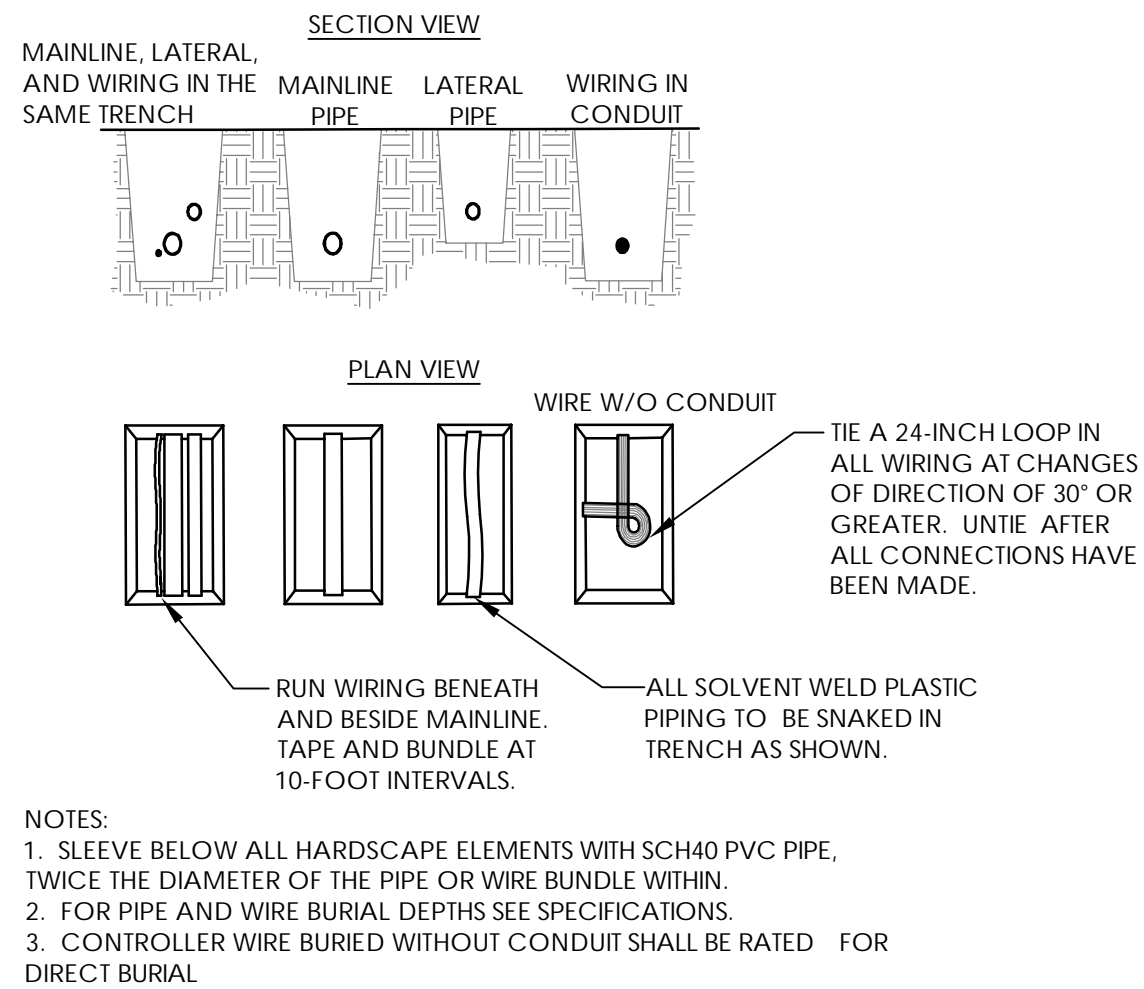 SECTION VIEW
MAINLINE, LATERAL,
AND WIRING IN THE
SAME TRENCH
MAINLINE
PIPE
LATERAL
PIPE
WIRING IN
CONDUIT
PLAN VIEW
WIRE W/O CONDUIT
TIE A 24-INCH LOOP IN
ALL WIRING AT CHANGES
OF DIRECTION OF 30° OR
GREATER. UNTIE AFTER
ALL CONNECTIONS HAVE
BEEN MADE.
RUN WIRING BENEATH
AND BESIDE MAINLINE.
TAPE AND BUNDLE AT
10-FOOT INTERVALS.
ALL SOLVENT WELD PLASTIC
PIPING TO BE SNAKED IN
TRENCH AS SHOWN.
NOTES:
1. SLEEVE BELOW ALL HARDSCAPE ELEMENTS WITH SCH40 PVC PIPE,
TWICE THE DIAMETER OF THE PIPE OR WIRE BUNDLE WITHIN.
2. FOR PIPE AND WIRE BURIAL DEPTHS SEE SPECIFICATIONS.
3. CONTROLLER WIRE BURIED WITHOUT CONDUIT SHALL BE RATED FOR
DIRECT BURIAL